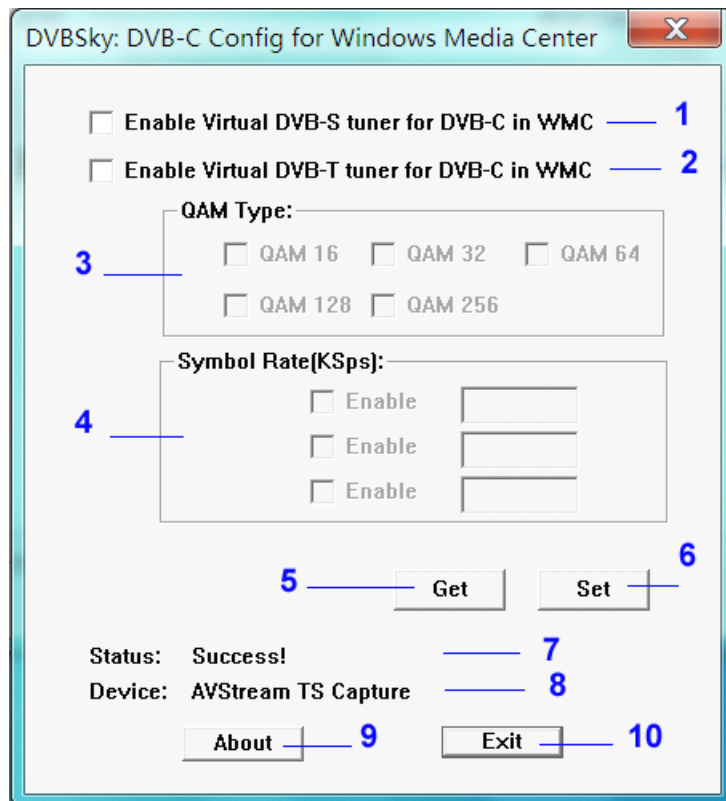 DVBSky: DVB-C Config for Windows Media Center X
Enable Virtual DVB-S tuner for DVB-C in WMC 1
Enable Virtual DVB-T tuner for DVB-C in WMC 2
QAM Type:
3 QAM 16 QAM 32 QAM 64
QAM 128 QAM 256
Symbol Rate(KSps):
Enable
4 Enable
Enable
5 Get Set 6
Status: Success! 7
Device: AVStream TS Capture 8
About 9 Exit 10